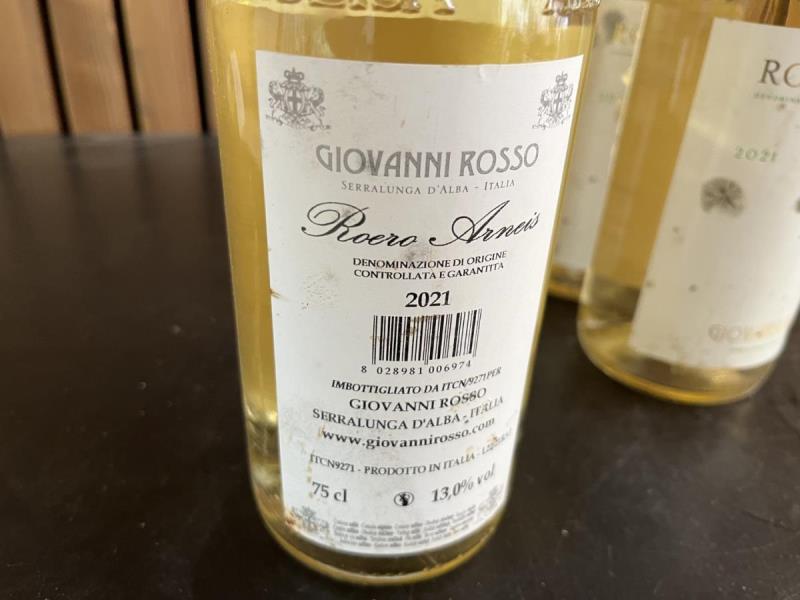 GIOVANNI ROSSO
SERRALUNGA D'ALBA - ITALIA
Roero Arneis
DENOMINAZIONE DI ORIGINE
CONTROLLATA E GARANTITA
2021
8 028981 006974
IMBOTTIGLIATO DA ITCN/9271 PER
GIOVANNI ROSSO
SERRALUNGA D'ALBA - ITALIA
www.giovannirosso.com
ITCN9271 - PRODOTTO IN ITALIA -
75 cl 13,0% vol
RO
2021